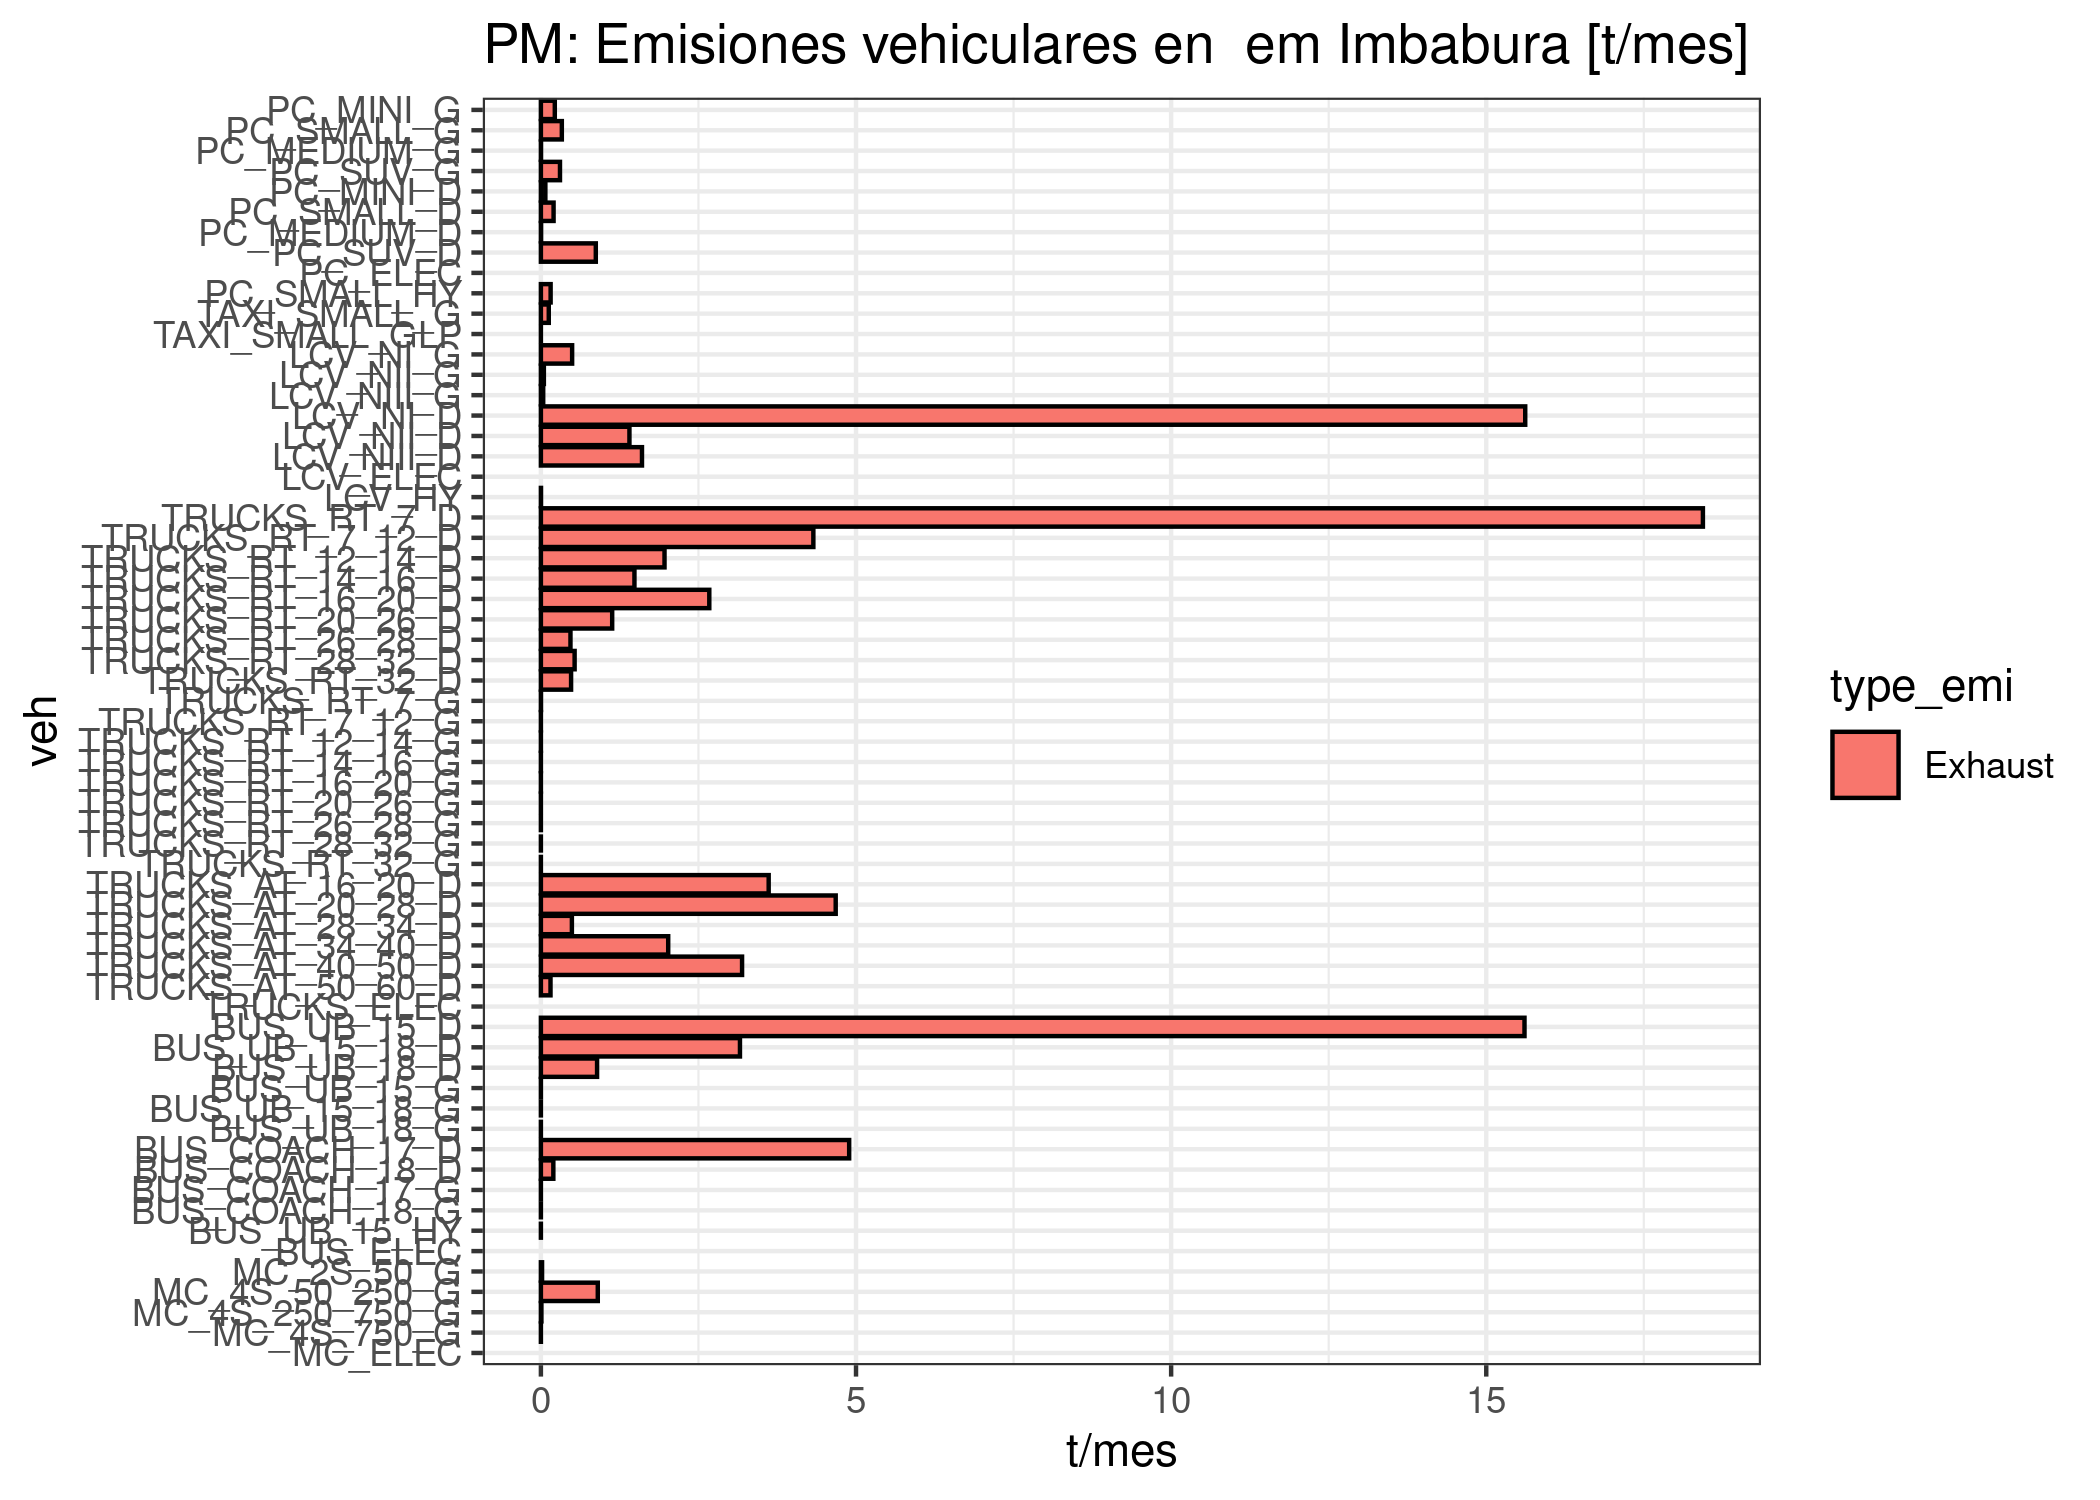 PM: Emisiones vehiculares en  em Imbabura [t/mes]
veh
PC_MINI_G
PC_SMALL_G
PC_MEDIUM_G
PC_SUV_G
PC_MINI_D
PC_SMALL_D
PC_MEDIUM_D
PC_SUV_D
PC_ELEC
PC_SMALL_HY
TAXI_SMALL_G
TAXI_SMALL_GLP
LCV_NI_G
LCV_NII_G
LCV_NIII_G
LCV_NI_D
LCV_NII_D
LCV_NIII_D
LCV_ELEC
LCV_HY
TRUCKS_RT_7_D
TRUCKS_RT_7_12_D
TRUCKS_RT_12_14_D
TRUCKS_RT_14_16_D
TRUCKS_RT_16_20_D
TRUCKS_RT_20_26_D
TRUCKS_RT_26_28_D
TRUCKS_RT_28_32_D
TRUCKS_RT_32_D
TRUCKS_RT_7_G
TRUCKS_RT_7_12_G
TRUCKS_RT_12_14_G
TRUCKS_RT_14_16_G
TRUCKS_RT_16_20_G
TRUCKS_RT_20_26_G
TRUCKS_RT_26_28_G
TRUCKS_RT_28_32_G
TRUCKS_RT_32_G
TRUCKS_AT_16_20_D
TRUCKS_AT_20_28_D
TRUCKS_AT_28_34_D
TRUCKS_AT_34_40_D
TRUCKS_AT_40_50_D
TRUCKS_AT_50_60_D
TRUCKS_ELEC
BUS_UB_15_D
BUS_UB_15_18_D
BUS_UB_18_D
BUS_UB_15_G
BUS_UB_15_18_G
BUS_UB_18_G
BUS_COACH_17_D
BUS_COACH_18_D
BUS_COACH_17_G
BUS_COACH_18_G
BUS_UB_15_HY
BUS_ELEC
MC_2S_50_G
MC_4S_50_250_G
MC_4S_250_750_G
MC_4S_750_G
MC_ELEC
0 5 10 15
t/mes
type_emi
Exhaust